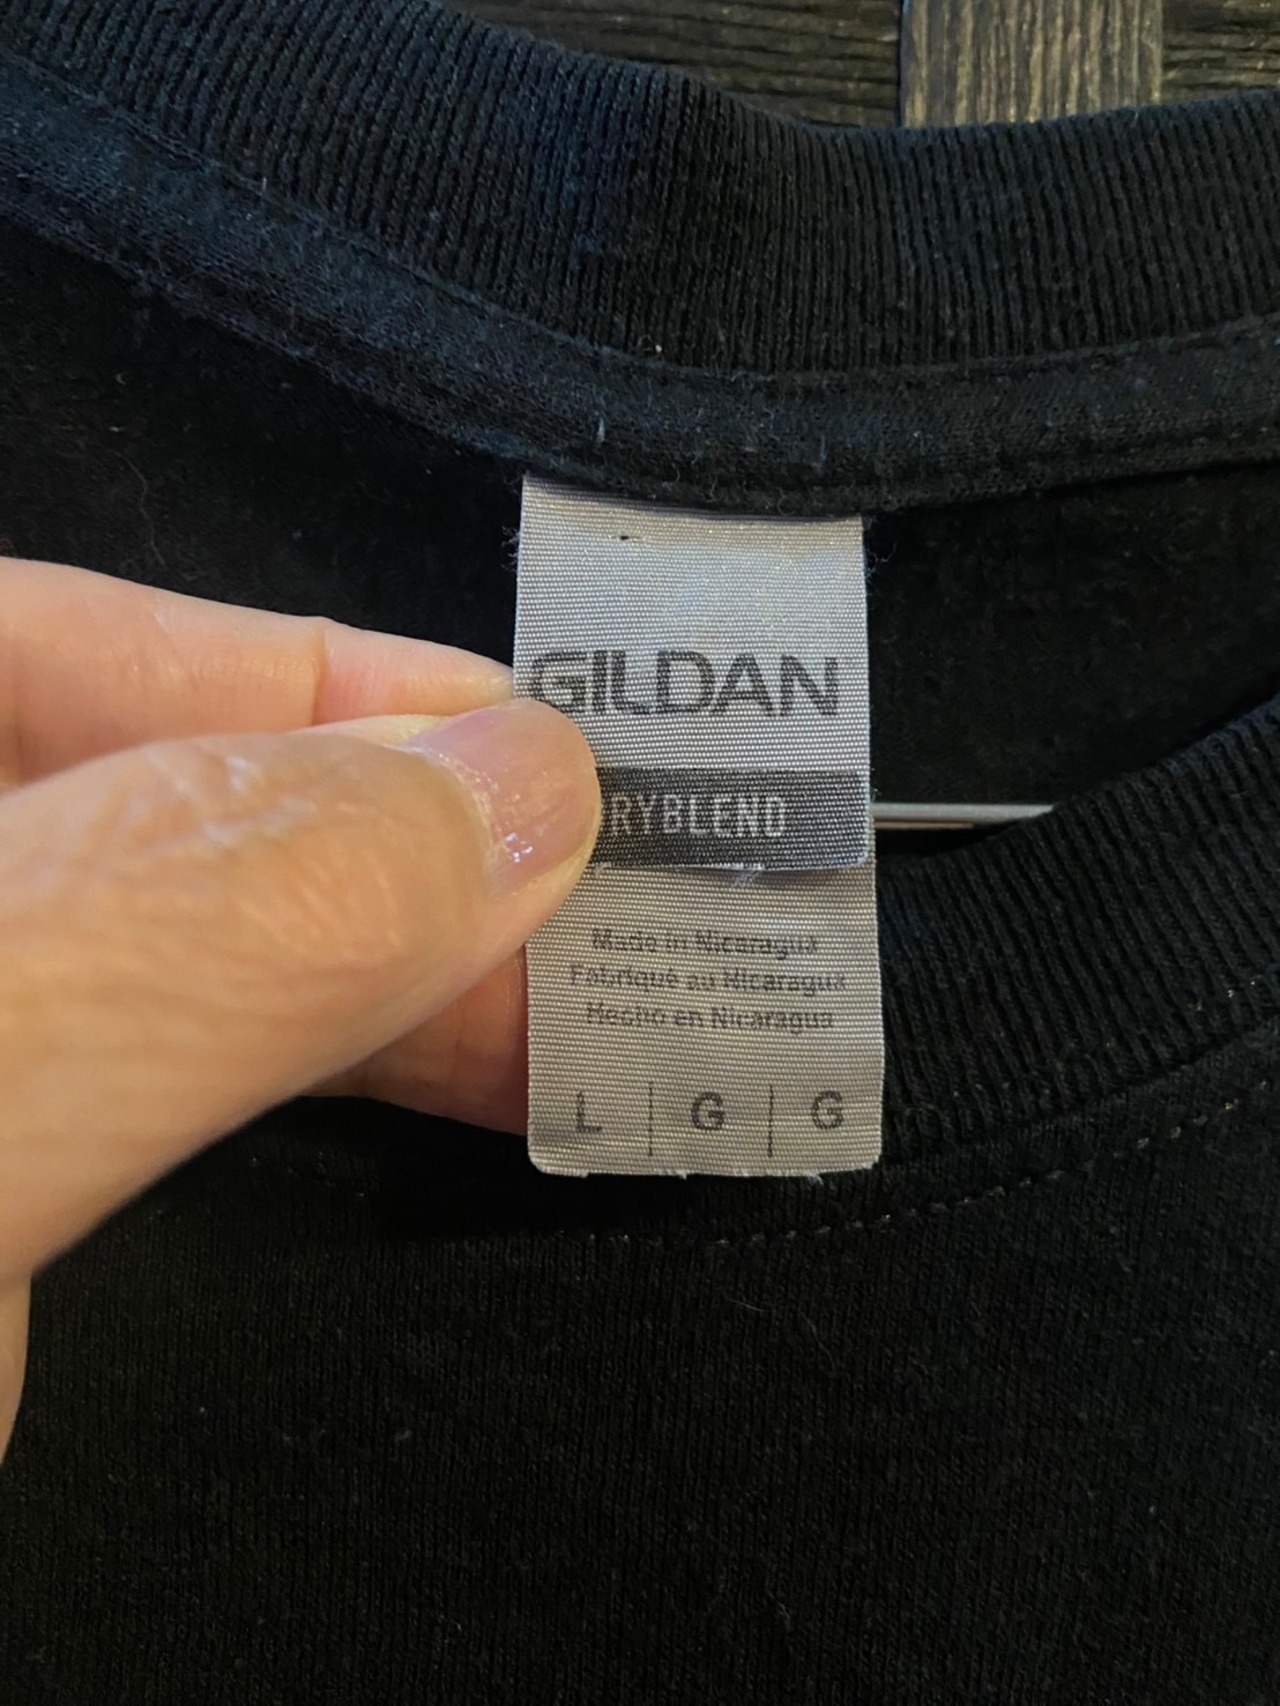 GILDAN
RYBLEND
Made in Nicaragua
Fabriqué au Nicaragua
Hecho en Nicaragua
L | G | G